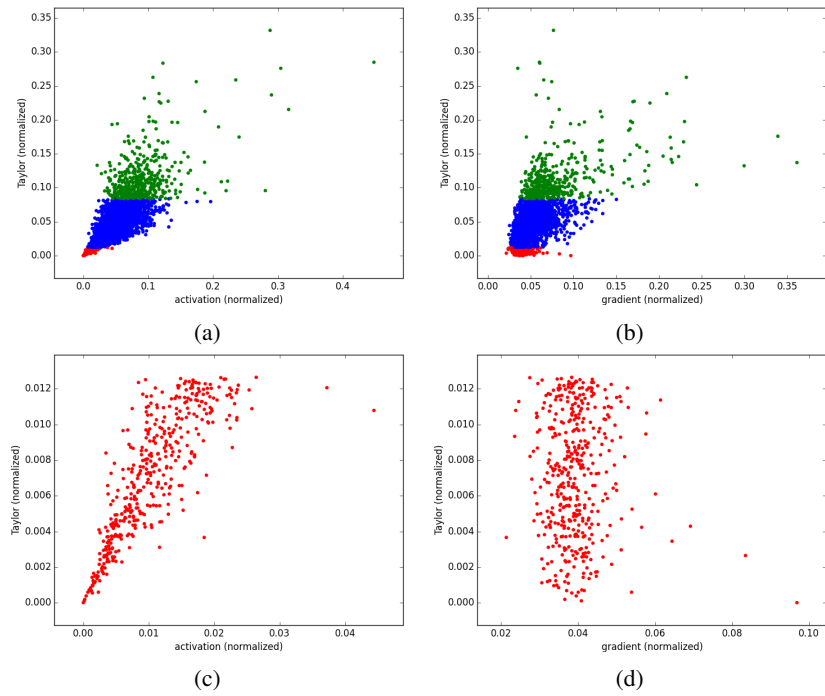 0.35
0.30
0.25
0.20
0.15
0.10
0.05
0.00
Taylor (normalized)
0.0 0.1 0.2 0.3 0.4
activation (normalized)
(a)
0.35
0.30
0.25
0.20
0.15
0.10
0.05
0.00
Taylor (normalized)
0.00 0.05 0.10 0.15 0.20 0.25 0.30 0.35
gradient (normalized)
(b)
0.012
0.010
0.008
0.006
0.004
0.002
0.000
Taylor (normalized)
0.00 0.01 0.02 0.03 0.04
activation (normalized)
(c)
0.012
0.010
0.008
0.006
0.004
0.002
0.000
Taylor (normalized)
0.02 0.04 0.06 0.08 0.10
gradient (normalized)
(d)